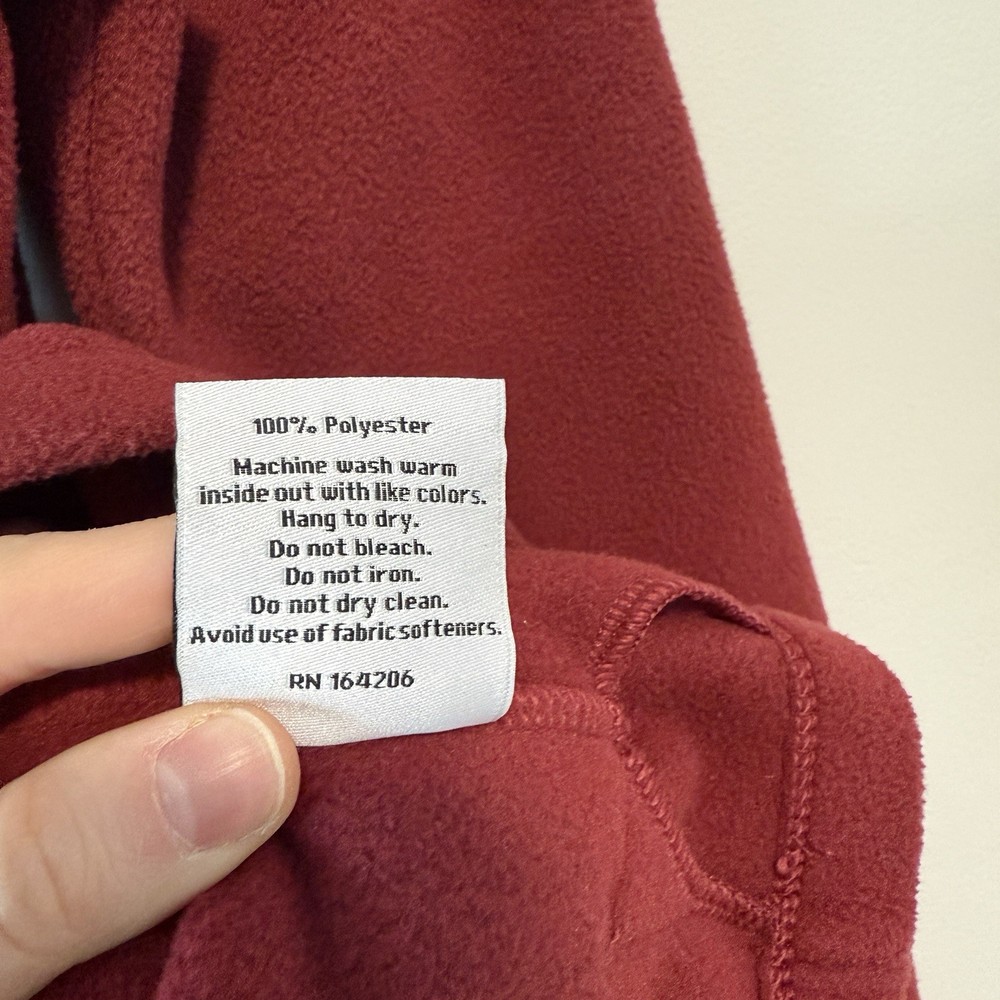 100% Polyester
Machine wash warm
inside out with like colors.
Hang to dry.
Do not bleach.
Do not iron.
Do not dry clean.
Avoid use of fabric softeners.
RN 164206